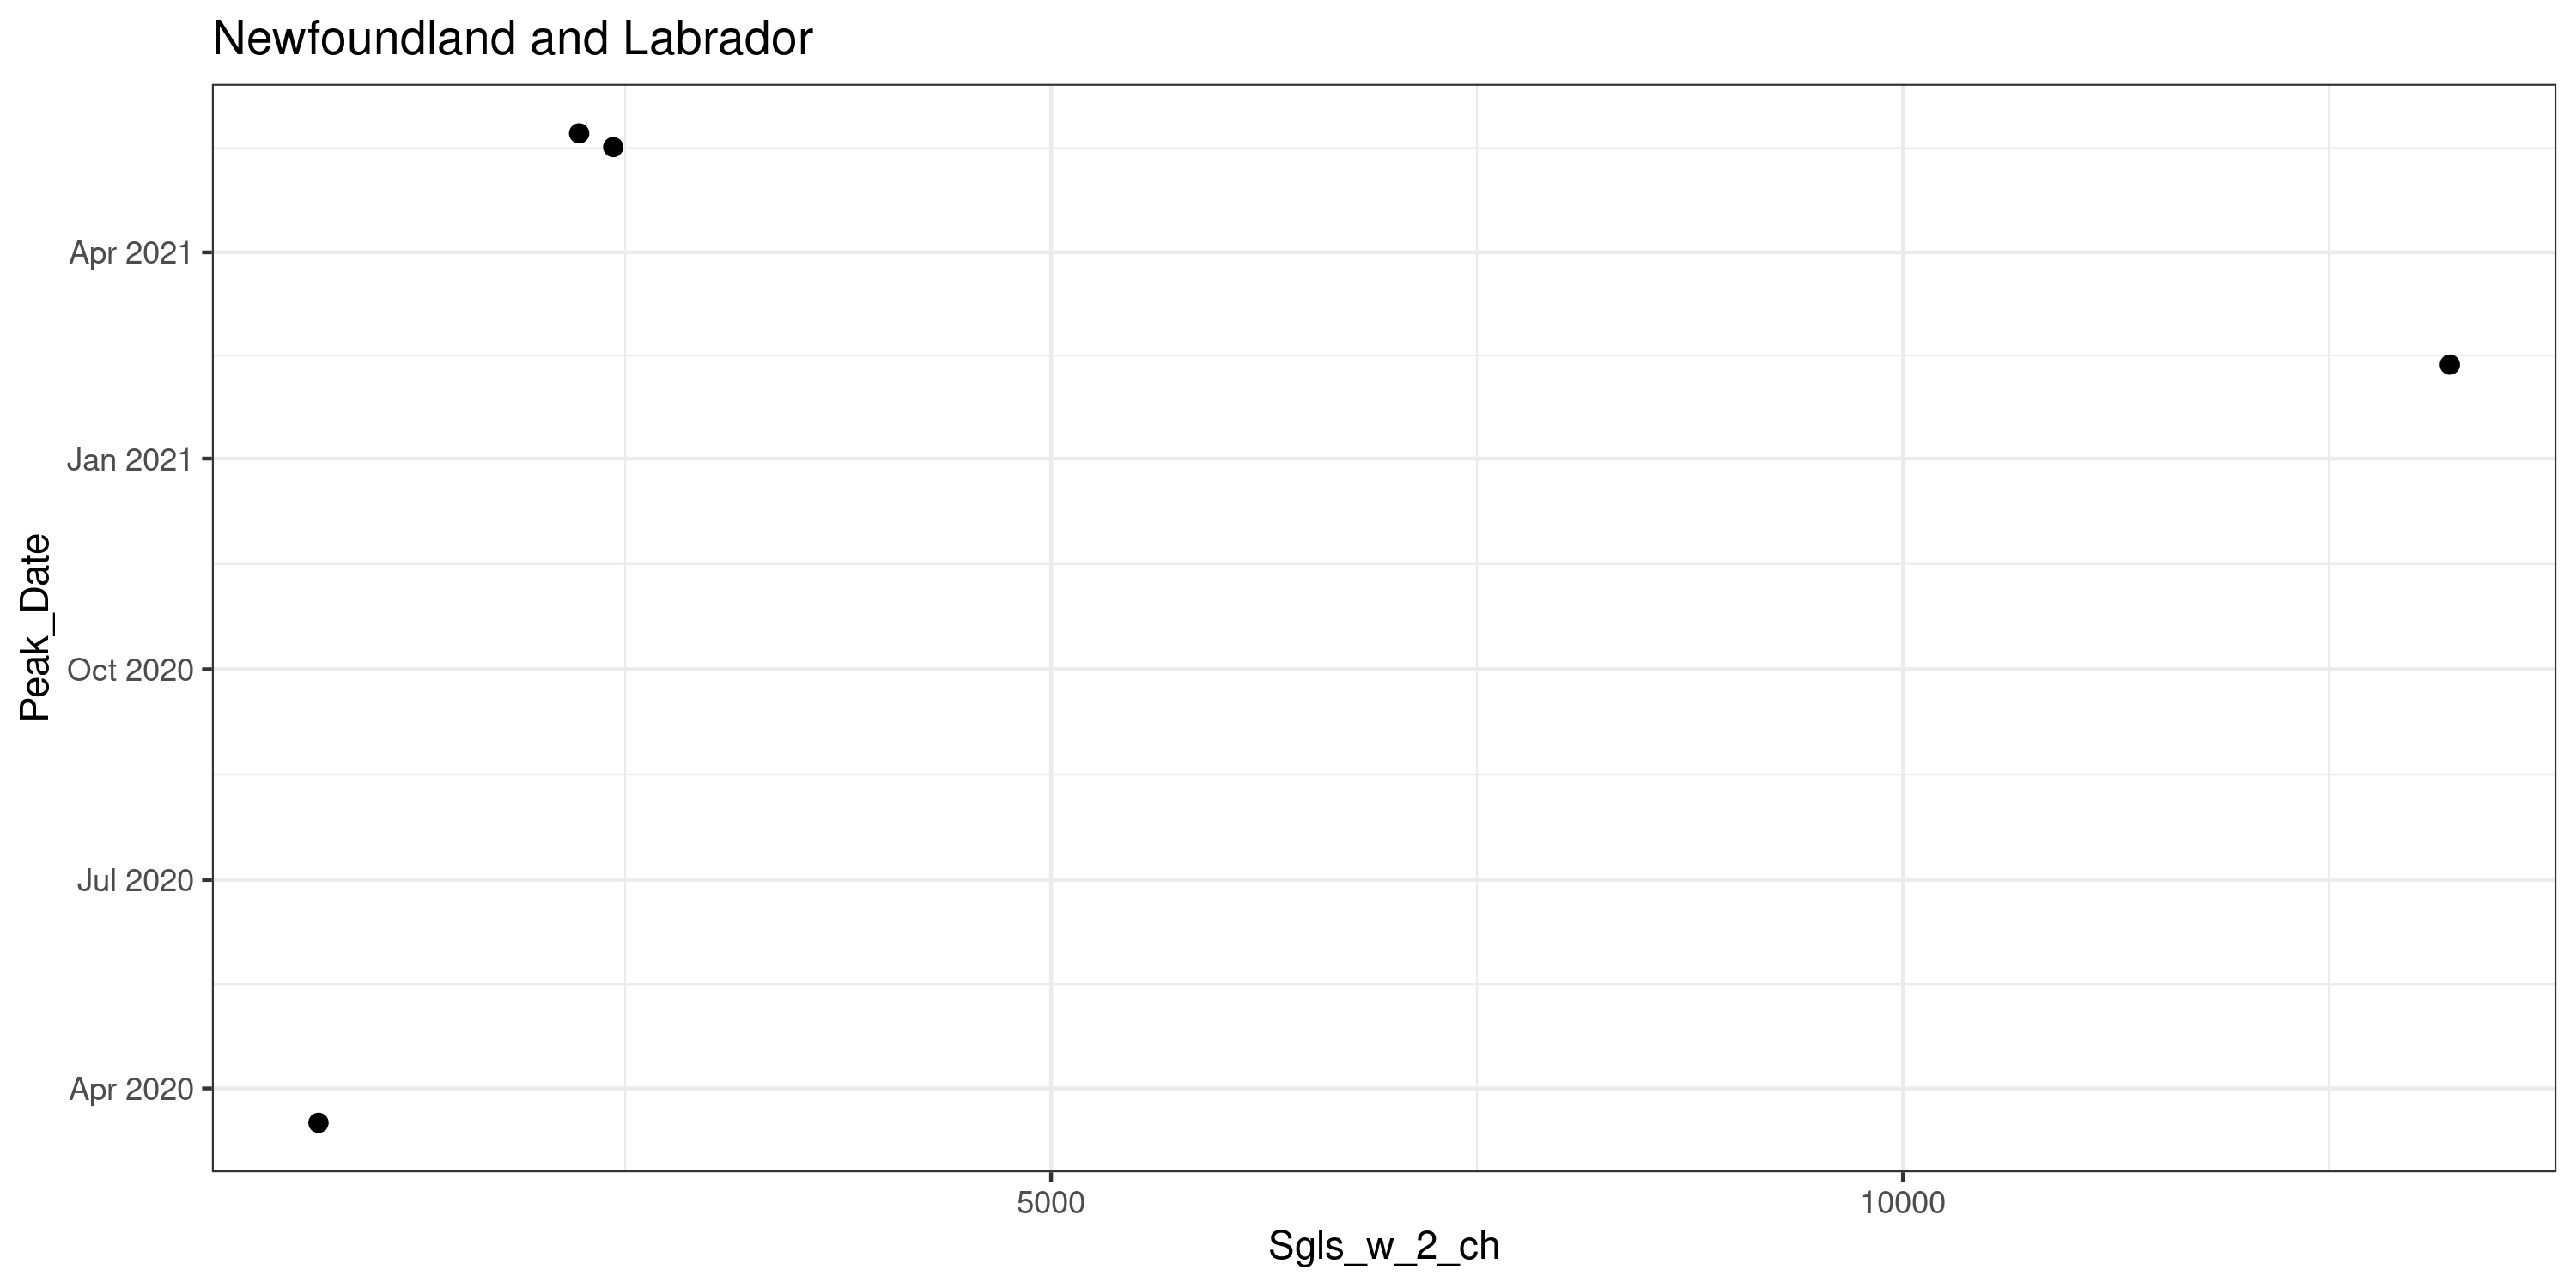 Newfoundland and Labrador
Peak_Date
Apr 2021
Jan 2021
Oct 2020
Jul 2020
Apr 2020
5000
10000
Sgls_w_2_ch